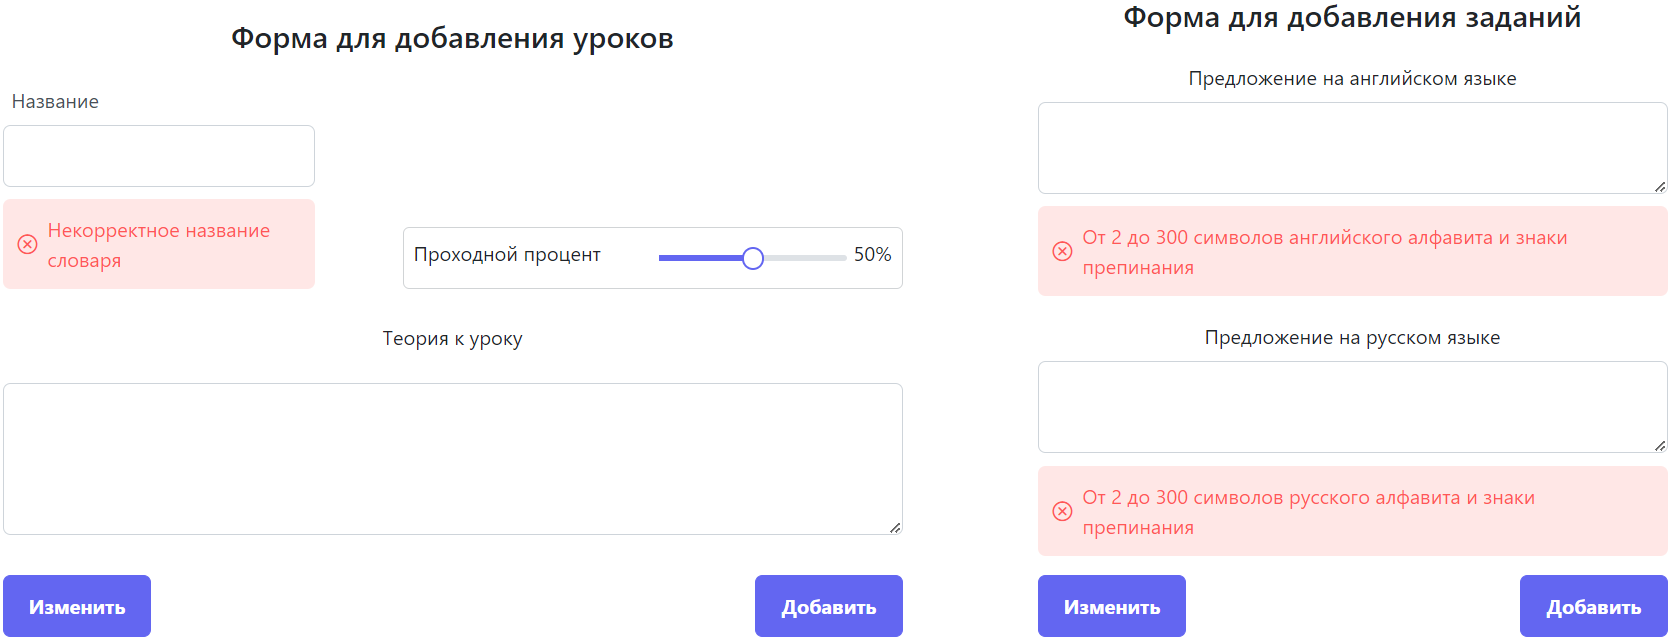 Форма для добавления уроков
Название
Некорректное название
словаря
Проходной процент
50%
Теория к уроку
Изменить
Добавить
Форма для добавления заданий
Предложение на английском языке
От 2 до 300 символов английского алфавита и знаки
препинания
Предложение на русском языке
От 2 до 300 символов русского алфавита и знаки
препинания
Изменить
Добавить